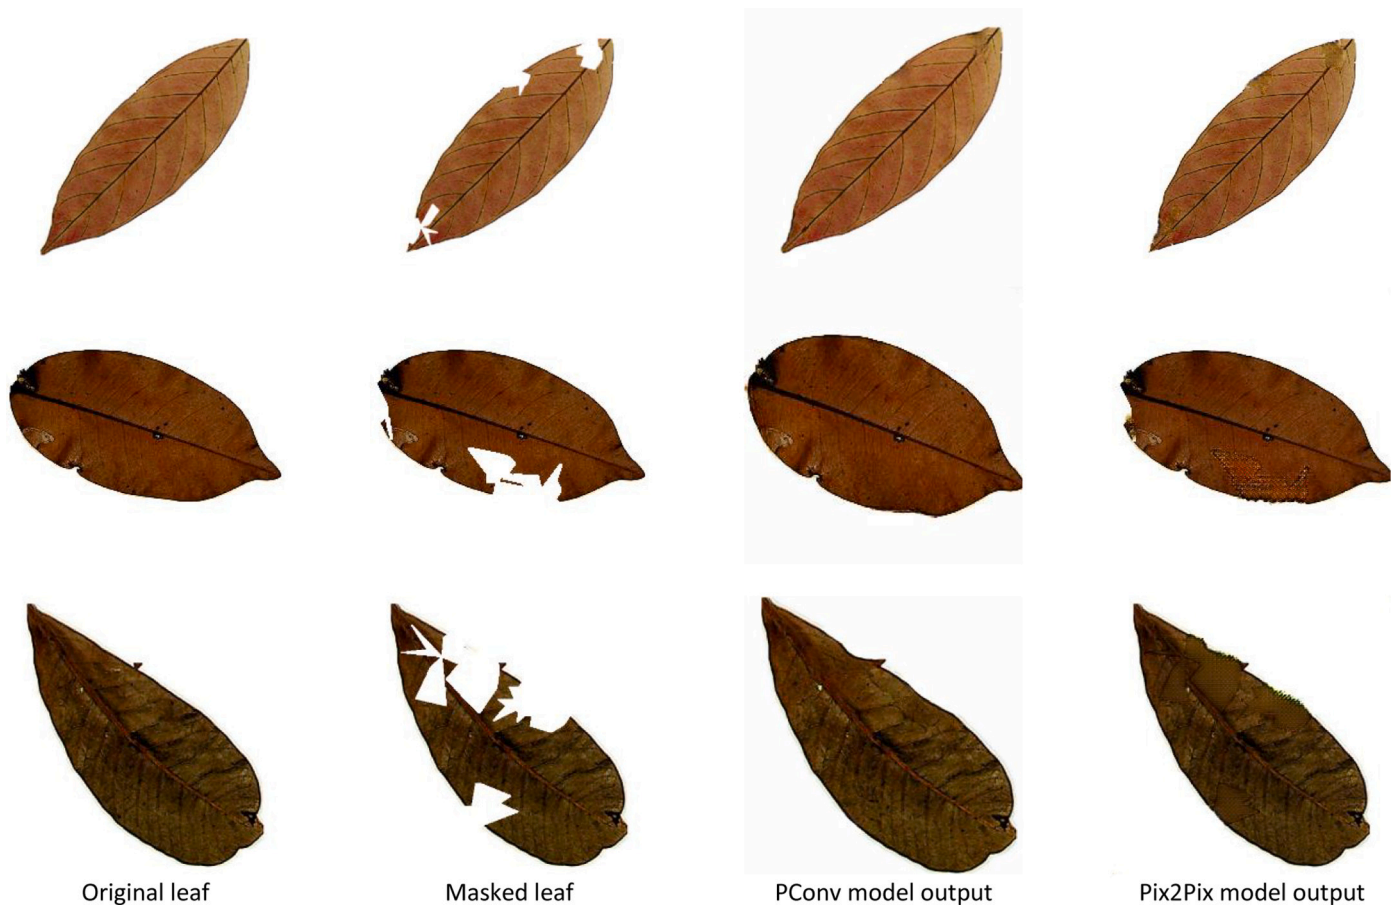 Original leaf
Masked leaf
PConv model output
Pix2Pix model output